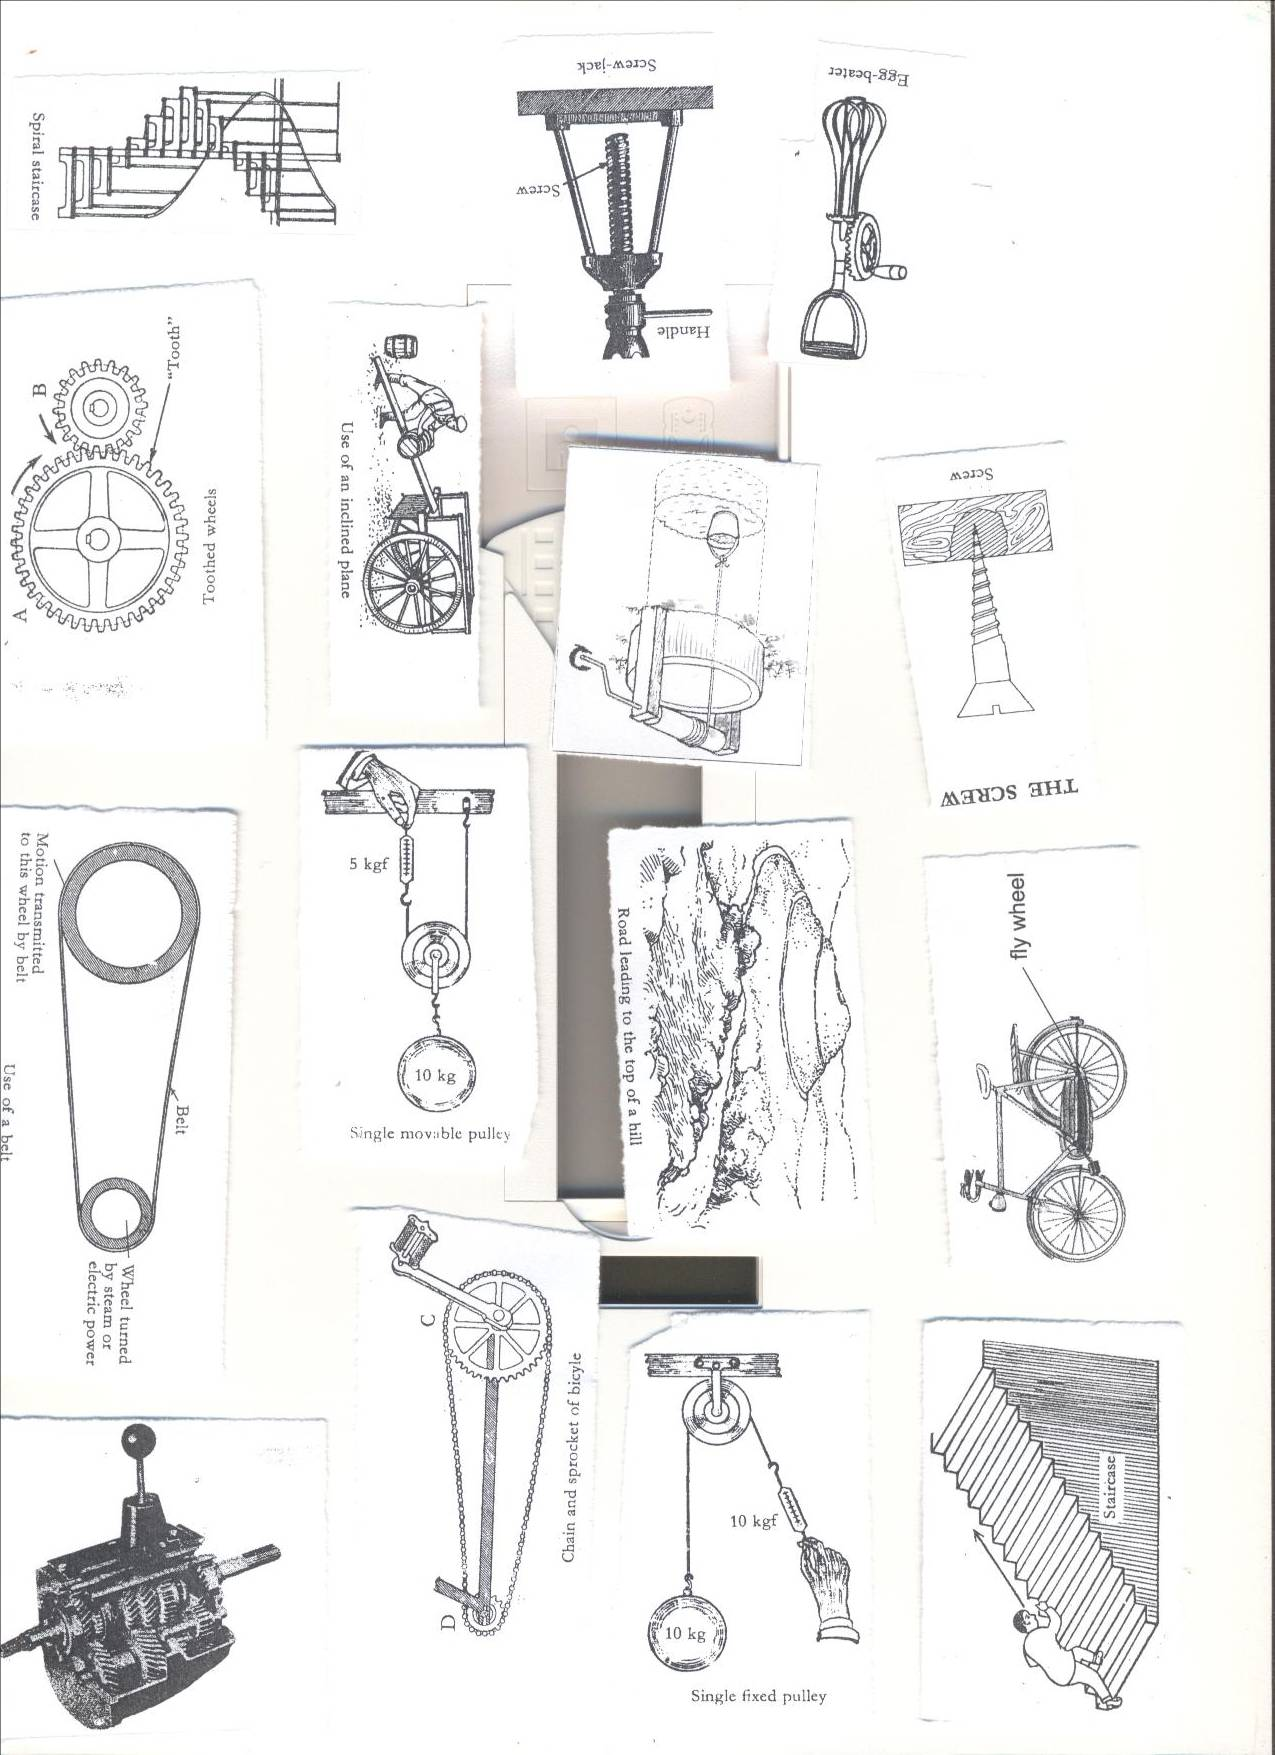 Spiral staircase
Screw-jack
Screw
Handle
Egg-beater
"Tooth"
B
A
Toothed wheels
Use of an inclined plane
Screw
THE SCREW
5 kgf
10 kg
Single movable pulley
Road leading to the top of a hill
fly wheel
Motion transmitted
to this wheel by belt
Belt
Wheel turned
by steam or
electric power
Use of a belt
C
D
Chain and sprocket of bicyle
10 kgf
10 kg
Single fixed pulley
Staircase